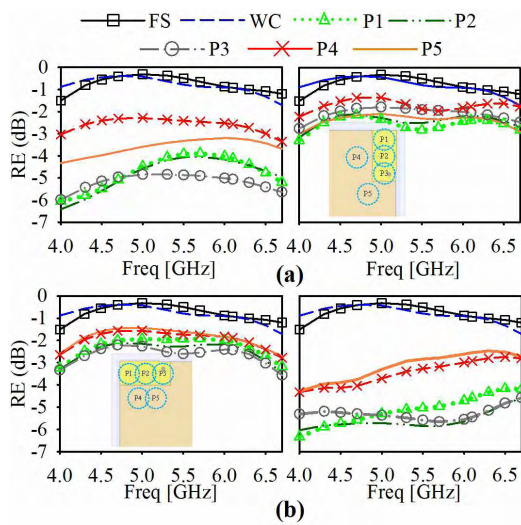 FS WC P1 P2
P3 P4 P5
0
-1
-2
-3
-4
-5
-6
-7
RE (dB)
4.0 4.5 5.0 5.5 6.0 6.5
Freq [GHz]
P1
P2
P3
P4
P5
4.0 4.5 5.0 5.5 6.0 6.5
Freq [GHz]
(a)
0
-1
-2
-3
-4
-5
-6
-7
RE (dB)
P1 P2 P3
P4 P5
4.0 4.5 5.0 5.5 6.0 6.5
Freq [GHz]
4.0 4.5 5.0 5.5 6.0 6.5
Freq [GHz]
(b)